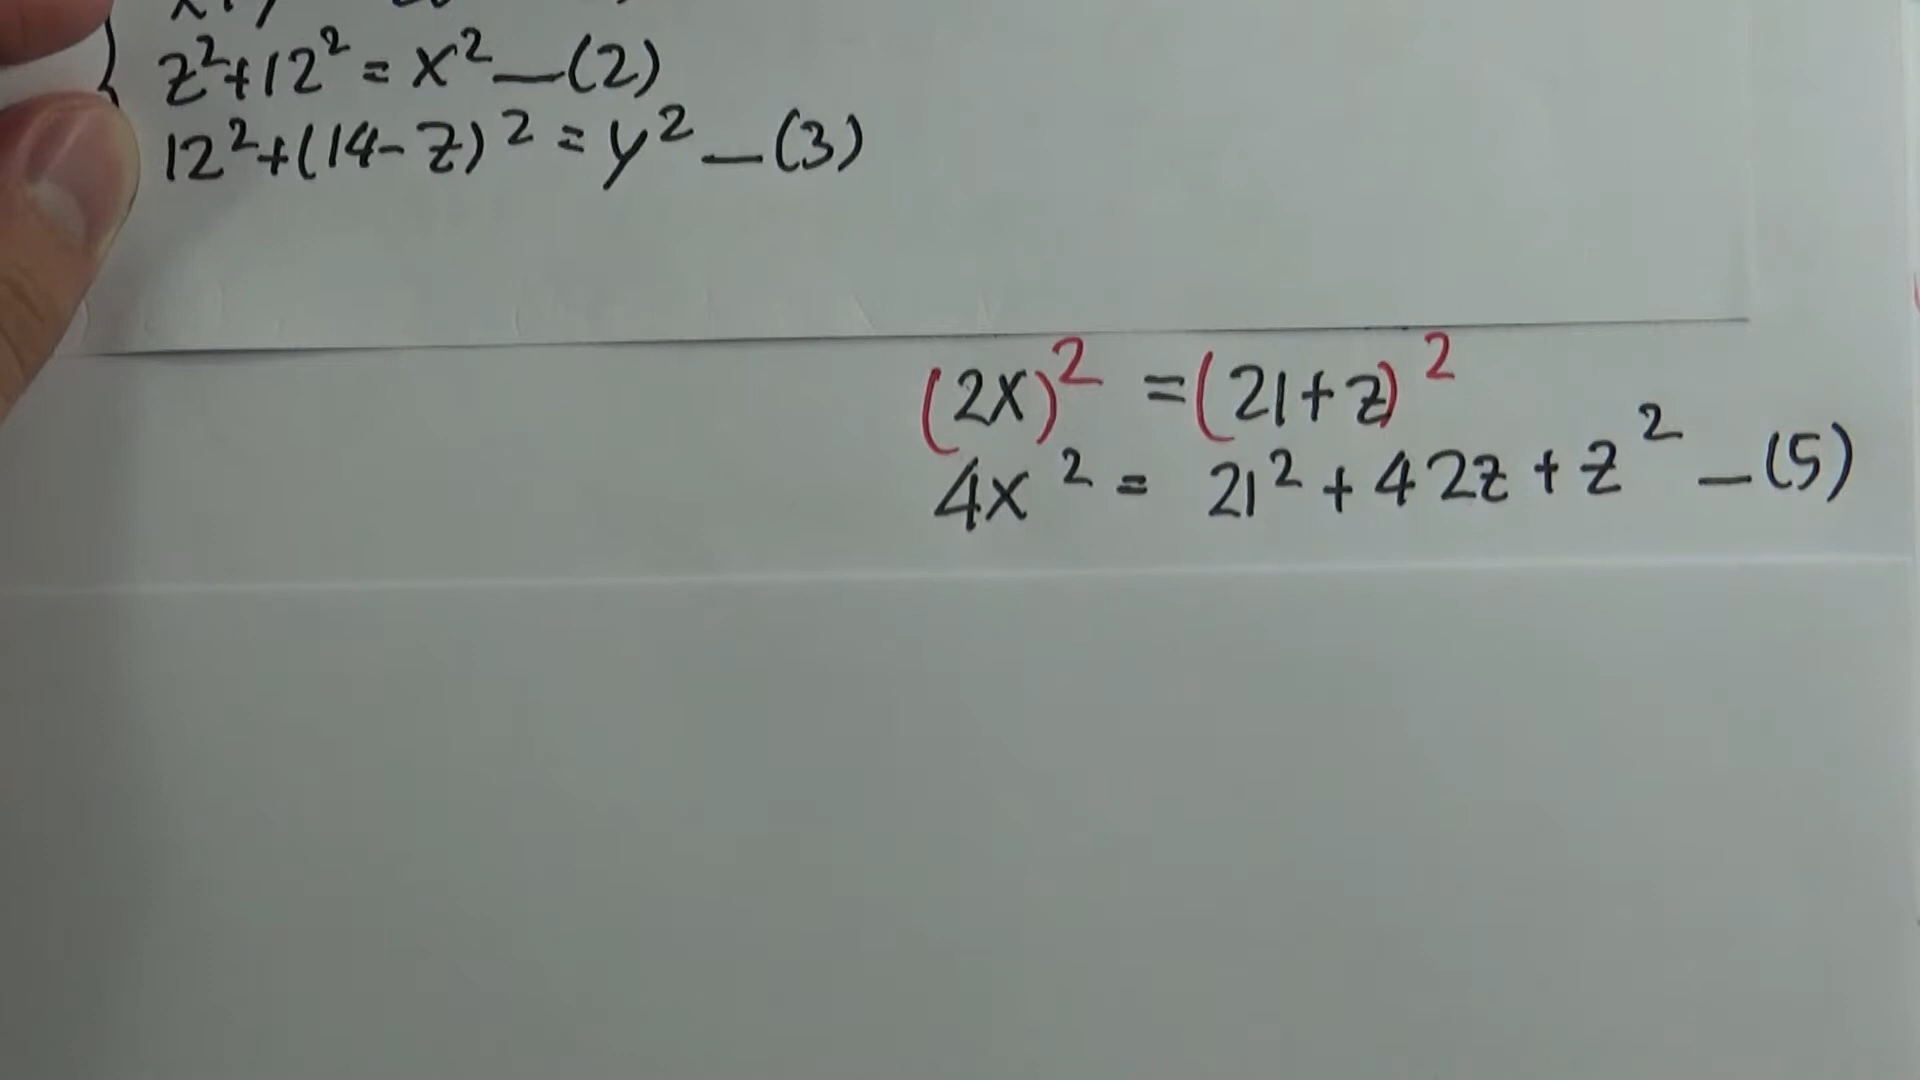 z²+12² = x² —(2)
12²+(14-z)² = y² —(3)
(2x)² = (21+z)²
4x² = 21² + 42z + z² —(5)